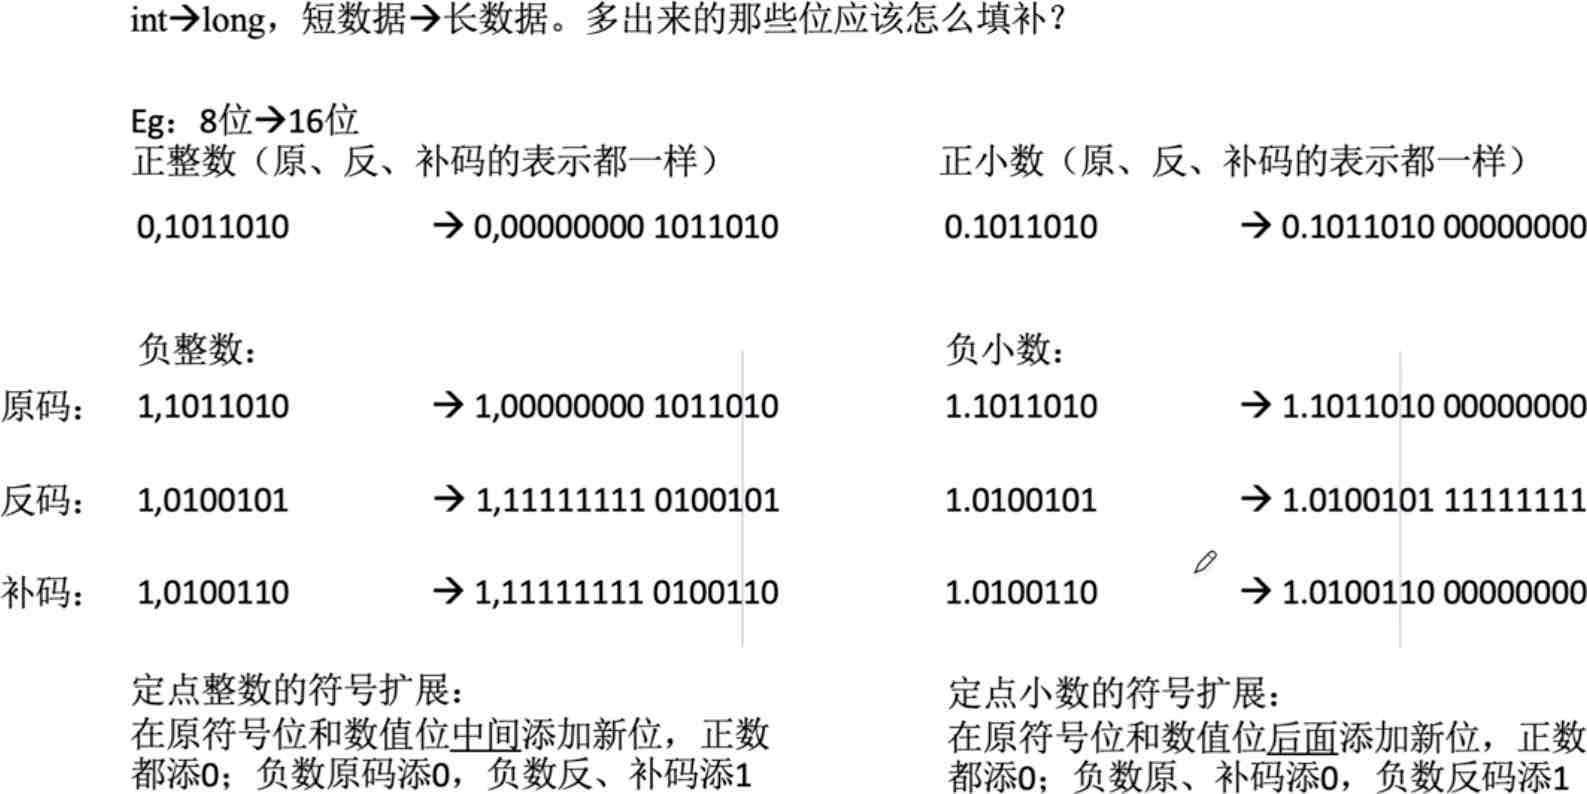 int→long，短数据→长数据。多出来的那些位应该怎么填补？
Eg：8位→16位
正整数（原、反、补码的表示都一样）
正小数（原、反、补码的表示都一样）
0,1011010 → 0,00000000 1011010
0.1011010 → 0.1011010 00000000
负整数：
负小数：
原码： 1,1011010 → 1,00000000 1011010
1.1011010 → 1.1011010 00000000
反码： 1,0100101 → 1,11111111 0100101
1.0100101 → 1.0100101 11111111
补码： 1,0100110 → 1,11111111 0100110
1.0100110 → 1.0100110 00000000
定点整数的符号扩展：
在原符号位和数值位中间添加新位，正数
都添0；负数原码添0，负数反、补码添1
定点小数的符号扩展：
在原符号位和数值位后面添加新位，正数
都添0；负数原、补码添0，负数反码添1